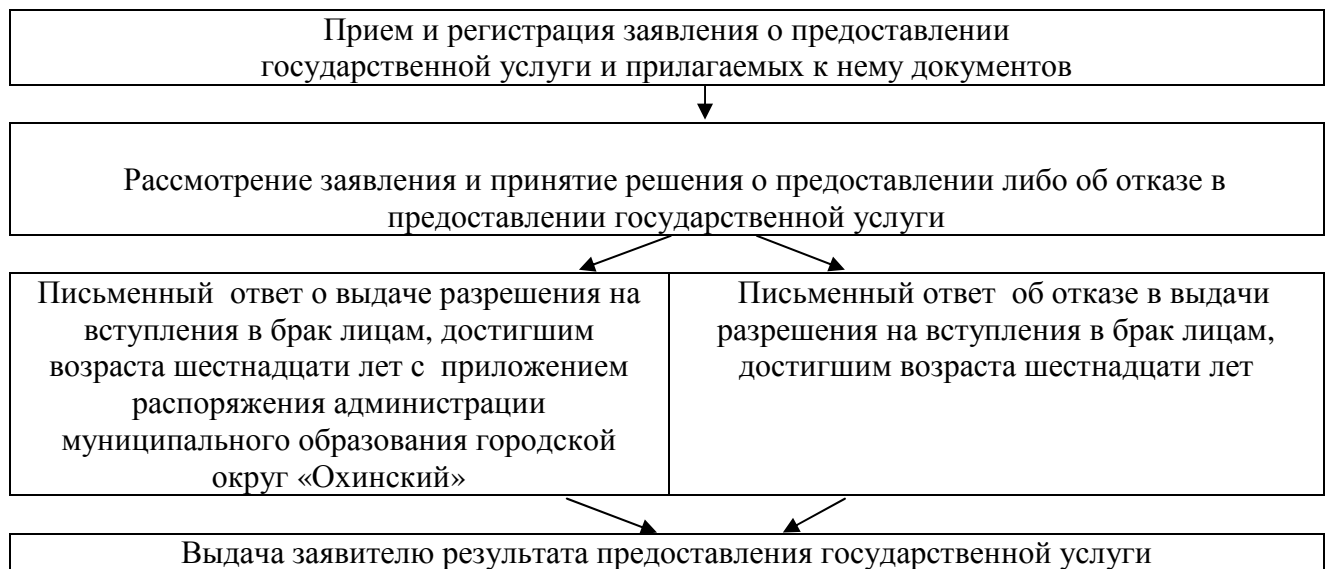 Прием и регистрация заявления о предоставлении
государственной услуги и прилагаемых к нему документов
Рассмотрение заявления и принятие решения о предоставлении либо об отказе в
предоставлении государственной услуги
Письменный ответ о выдаче разрешения на
вступления в брак лицам, достигшим
возраста шестнадцати лет с приложением
распоряжения администрации
муниципального образования городской
округ «Охинский»
Письменный ответ об отказе в выдачи
разрешения на вступления в брак лицам,
достигшим возраста шестнадцати лет
Выдача заявителю результата предоставления государственной услуги